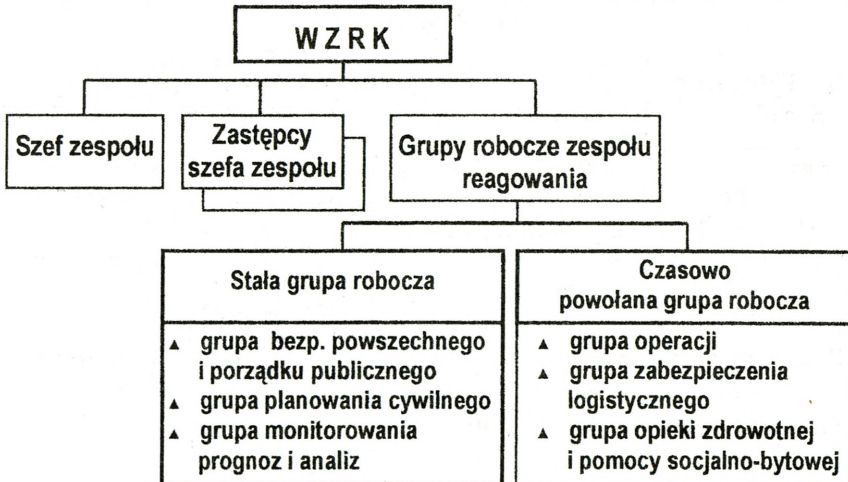 W Z R K
Szef zespołu
Zastępcy
szefa zespołu
Grupy robocze zespołu
reagowania
Stała grupa robocza
▲ grupa bezp. powszechnego
i porządku publicznego
▲ grupa planowania cywilnego
▲ grupa monitorowania
prognoz i analiz
Czasowo
powołana grupa robocza
▲ grupa operacji
▲ grupa zabezpieczenia
logistycznego
▲ grupa opieki zdrowotnej
i pomocy socjalno-bytowej